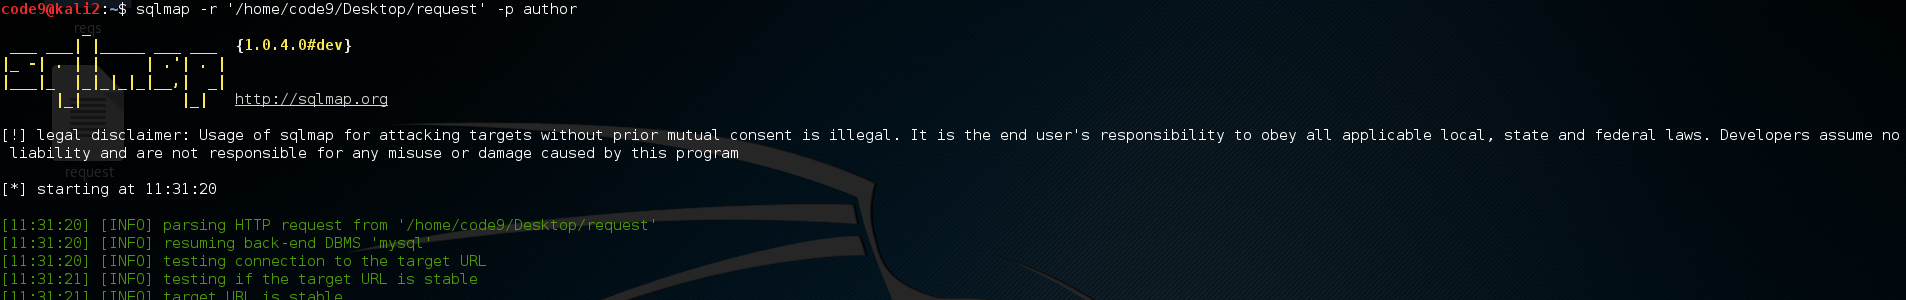 code9@kali2:~$ sqlmap -r '/home/code9/Desktop/request' -p author
reqs
{1.0.4.0#dev}
http://sqlmap.org
[!] legal disclaimer: Usage of sqlmap for attacking targets without prior mutual consent is illegal. It is the end user's responsibility to obey all applicable local, state and federal laws. Developers assume no
liability and are not responsible for any misuse or damage caused by this program
request
[*] starting at 11:31:20
[11:31:20] [INFO] parsing HTTP request from '/home/code9/Desktop/request'
[11:31:20] [INFO] resuming back-end DBMS 'mysql'
[11:31:20] [INFO] testing connection to the target URL
[11:31:21] [INFO] testing if the target URL is stable
[11:31:21] [INFO] target URL is stable